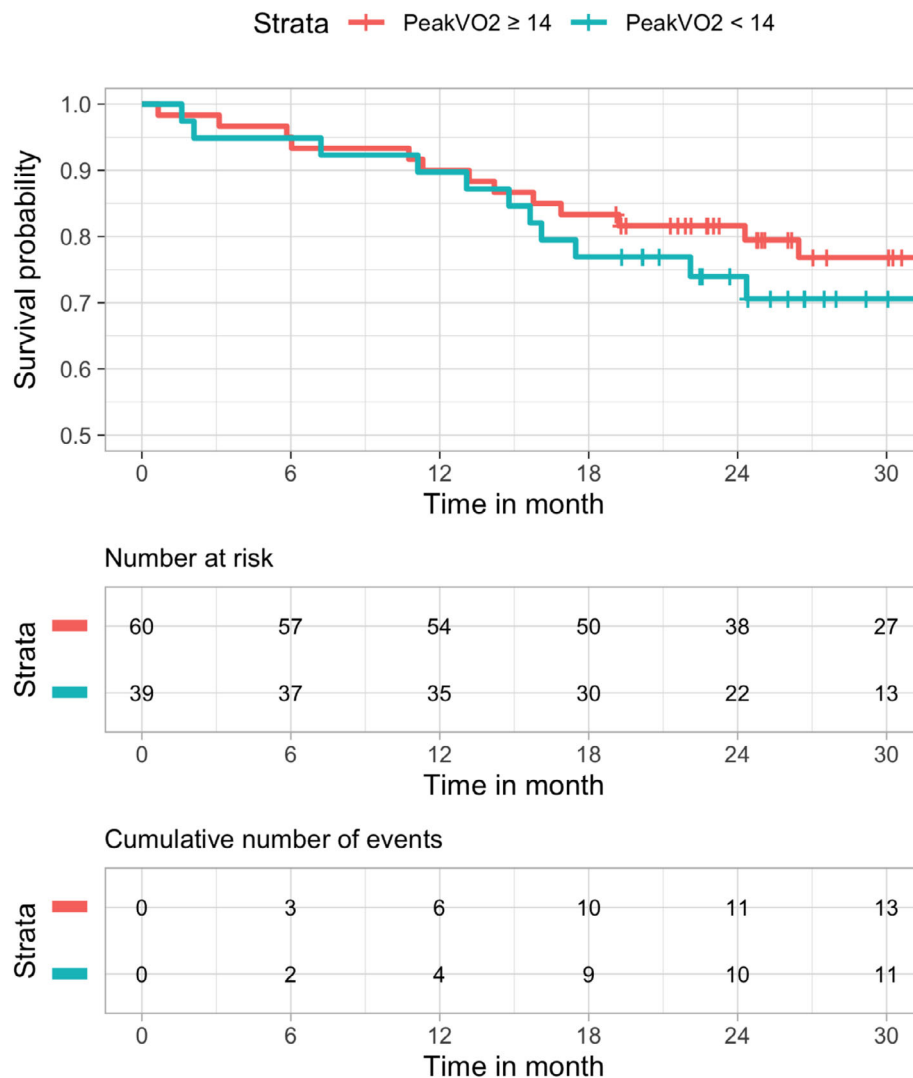 Strata PeakVO2 ≥ 14 PeakVO2 < 14
Survival probability
1.0
0.9
0.8
0.7
0.6
0.5
0 6 12 18 24 30
Time in month
Number at risk
Strata
60 57 54 50 38 27
39 37 35 30 22 13
0 6 12 18 24 30
Time in month
Cumulative number of events
Strata
0 3 6 10 11 13
0 2 4 9 10 11
0 6 12 18 24 30
Time in month